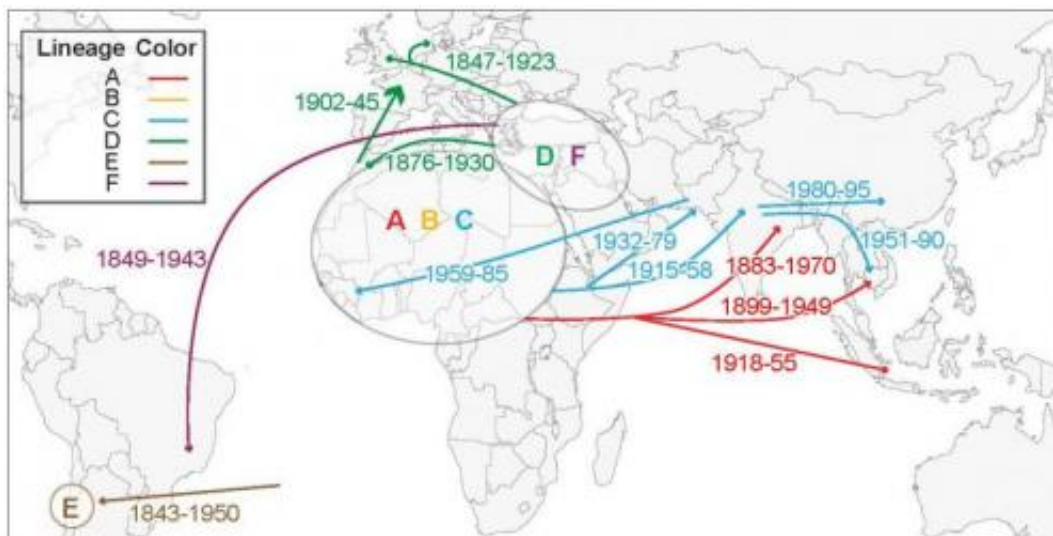 Lineage Color
A
B
C
D
E
F
1847-1923
1902-45
1876-1930
D F
A B C
1980-95
1932-79
1951-90
1849-1943
1959-85
1915-58
1883-1970
1899-1949
1918-55
E
1843-1950